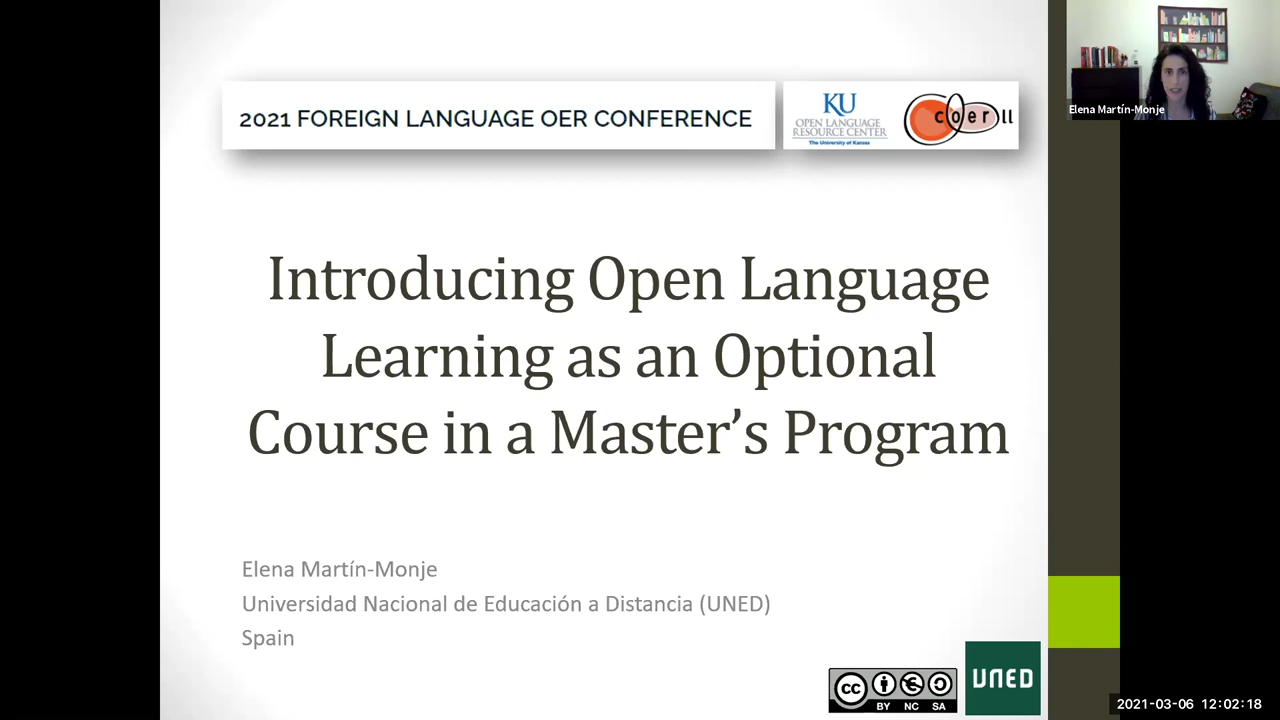 Elena Martín-Monje
2021 FOREIGN LANGUAGE OER CONFERENCE
KU
OPEN LANGUAGE
RESOURCE CENTER
The University of Kansas
coerll
Introducing Open Language
Learning as an Optional
Course in a Master’s Program
Elena Martín-Monje
Universidad Nacional de Educación a Distancia (UNED)
Spain
cc
BY NC SA
UNED
2021-03-06 12:02:18